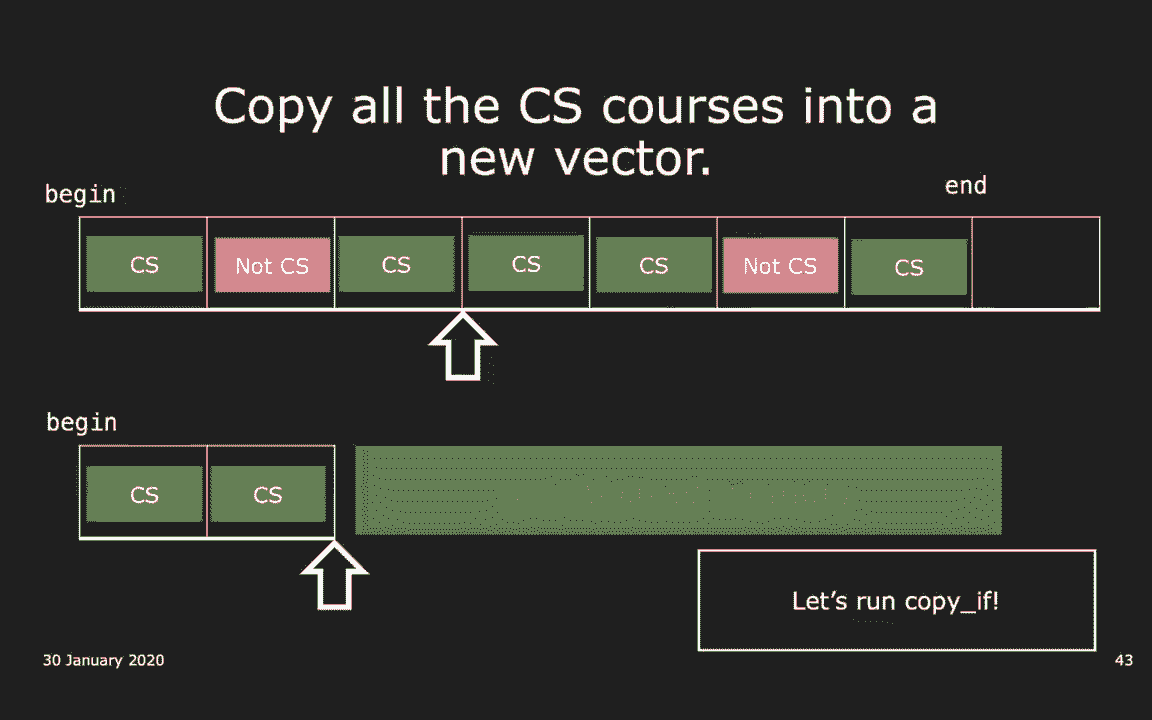 Copy all the CS courses into a
new vector.
begin
end
CS
Not CS
CS
CS
CS
Not CS
CS
begin
CS
CS
Let’s run copy_if!
30 January 2020
43